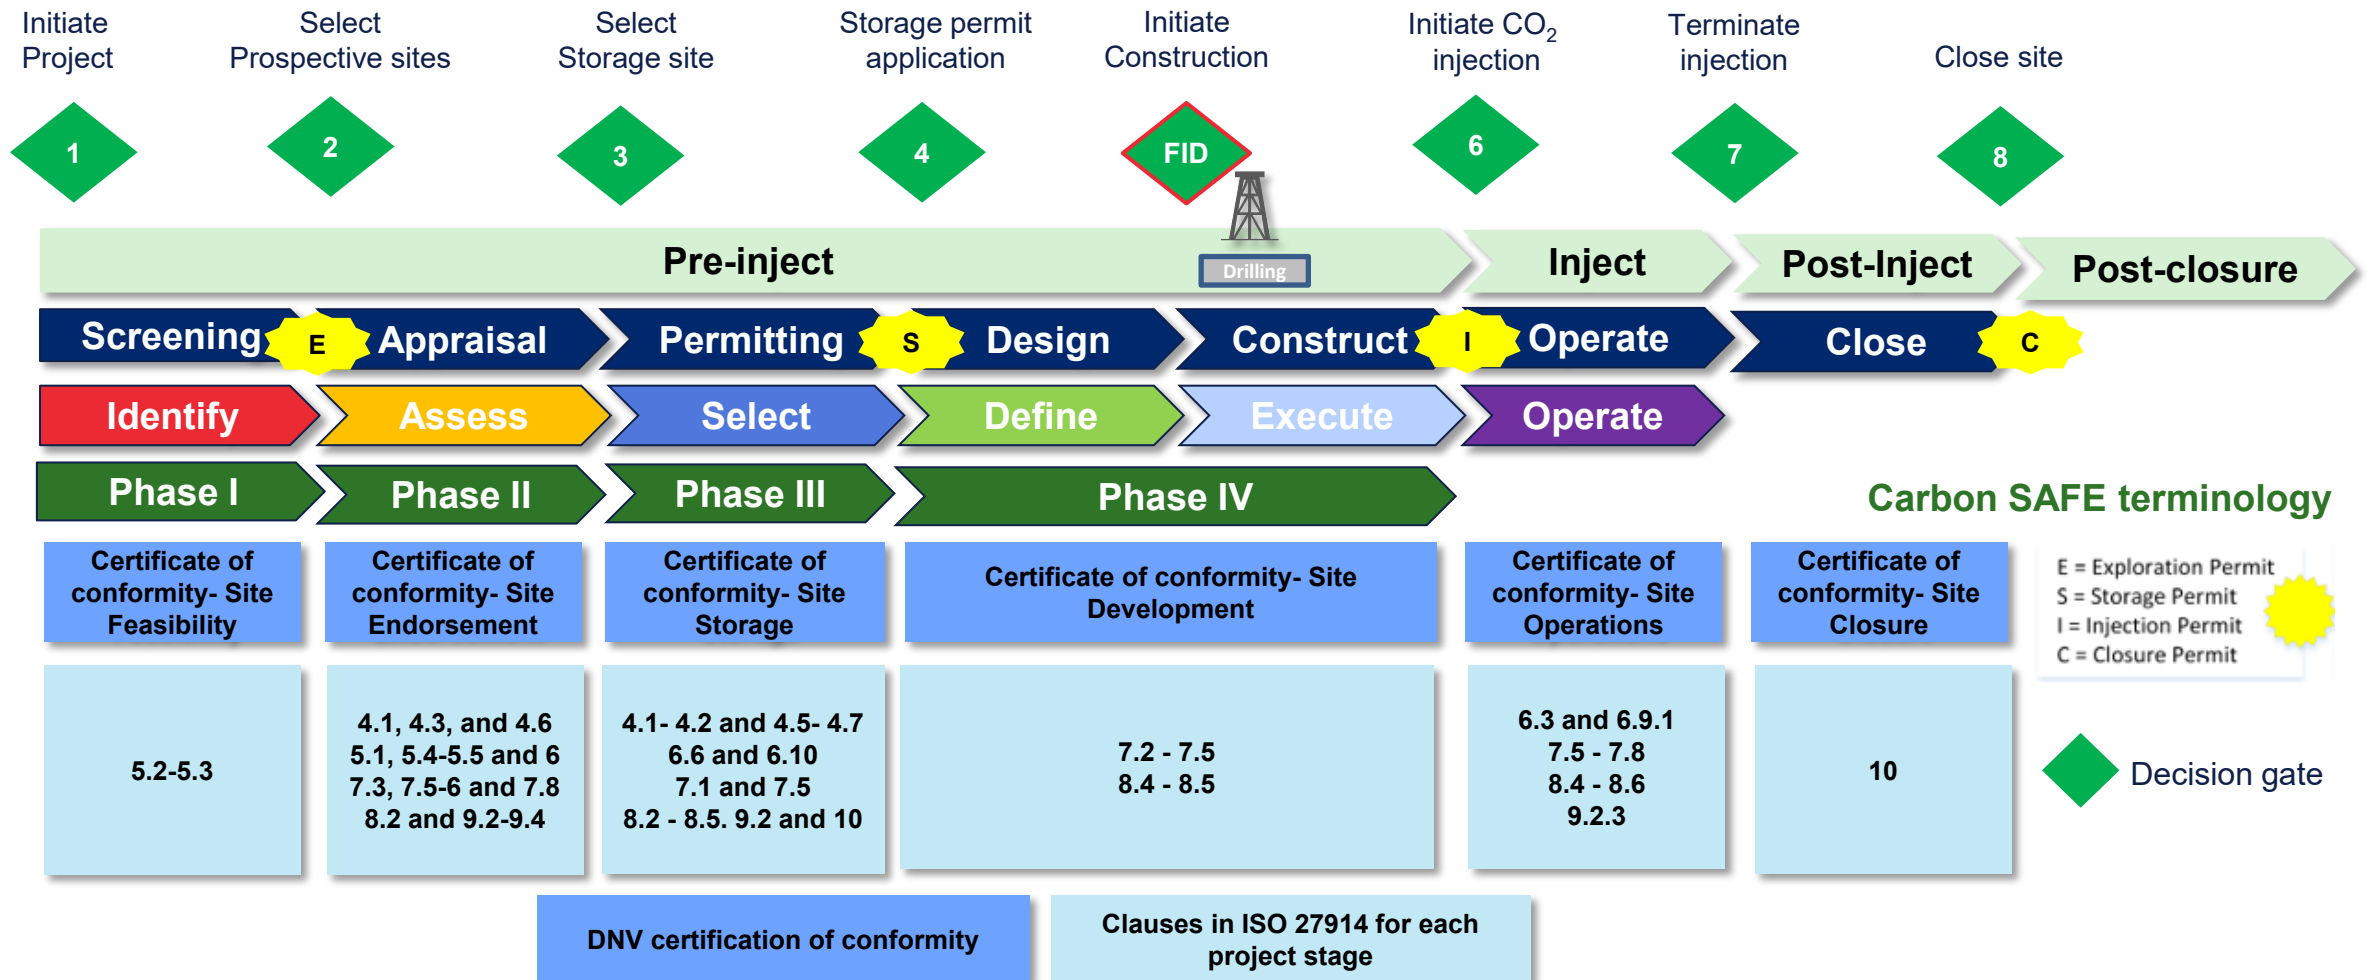 Initiate
Project
Select
Prospective sites
Select
Storage site
Storage permit
application
Initiate
Construction
Initiate CO₂
injection
Terminate
injection
Close site
1
2
3
4
FID
6
7
8
Pre-inject
Drilling
Inject
Post-Inject
Post-closure
Screening
E
Appraisal
Permitting
S
Design
Construct
I
Operate
Close
C
Identify
Assess
Select
Define
Execute
Operate
Phase I
Phase II
Phase III
Phase IV
Carbon SAFE terminology
Certificate of
conformity- Site
Feasibility
Certificate of
conformity- Site
Endorsement
Certificate of
conformity- Site
Storage
Certificate of conformity- Site
Development
Certificate of
conformity- Site
Operations
Certificate of
conformity- Site
Closure
E = Exploration Permit
S = Storage Permit
I = Injection Permit
C = Closure Permit
5.2-5.3
4.1, 4.3, and 4.6
5.1, 5.4-5.5 and 6
7.3, 7.5-6 and 7.8
8.2 and 9.2-9.4
4.1- 4.2 and 4.5- 4.7
6.6 and 6.10
7.1 and 7.5
8.2 - 8.5. 9.2 and 10
7.2 - 7.5
8.4 - 8.5
6.3 and 6.9.1
7.5 - 7.8
8.4 - 8.6
9.2.3
10
Decision gate
DNV certification of conformity
Clauses in ISO 27914 for each
project stage